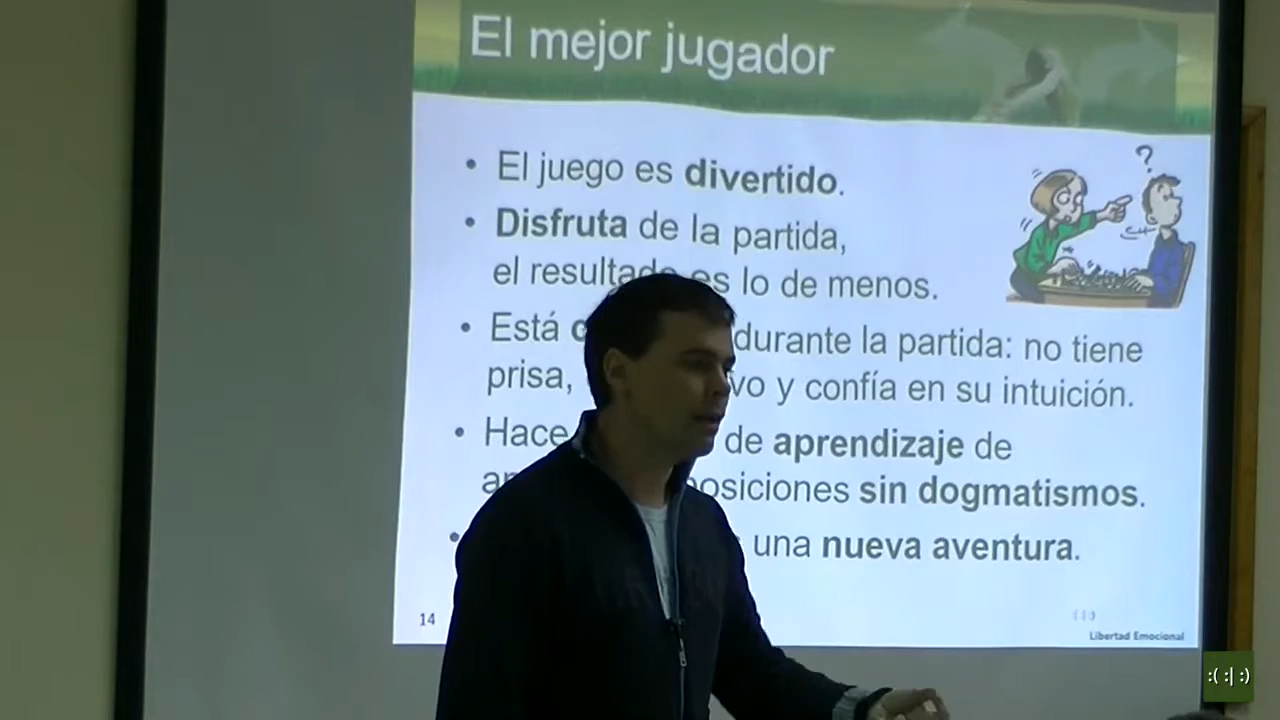 El mejor jugador
• El juego es divertido.
• Disfruta de la partida,
el resultado es lo de menos.
• Está durante la partida: no tiene
prisa, y confía en su intuición.
• Hace de aprendizaje de
posiciones sin dogmatismos.
• una nueva aventura.
?
14
Libertad Emocional
:( :| :)